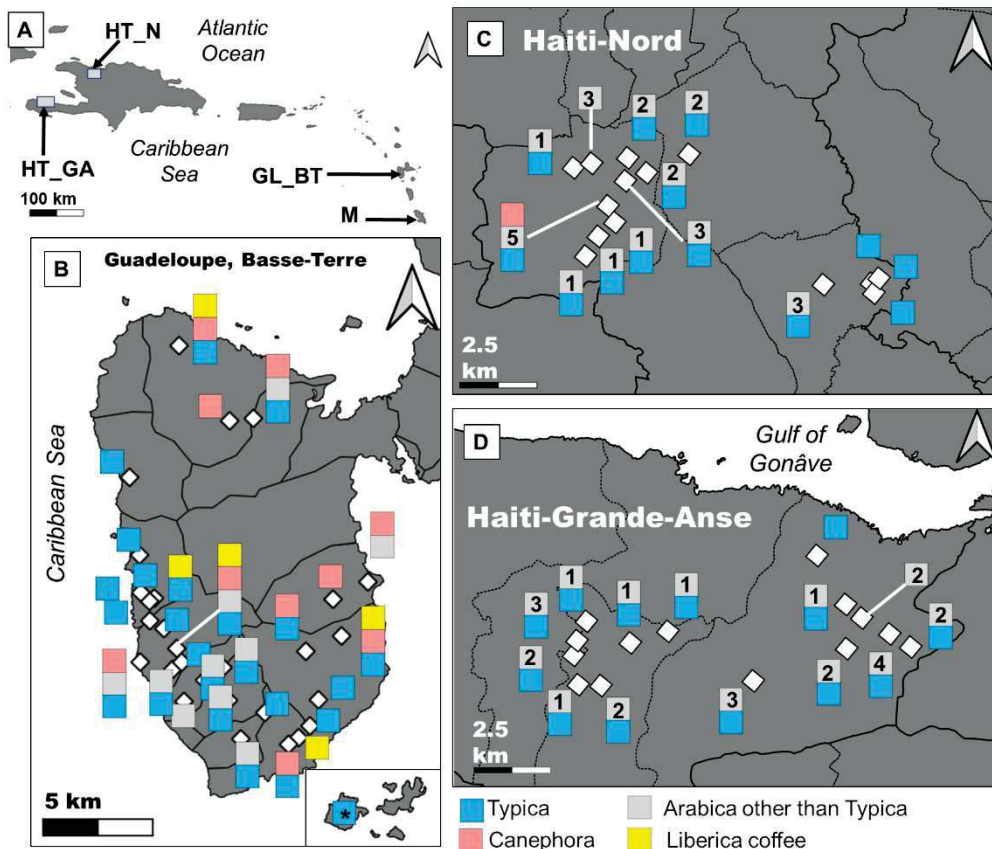 A
HT_N
Atlantic
Ocean
HT_GA
Caribbean
Sea
GL_BT
M
100 km
B
Guadeloupe, Basse-Terre
Caribbean Sea
5 km
*
C
Haiti-Nord
3
2
2
1
2
5
3
1
1
1
3
2.5
km
D
Gulf of
Gonâve
Haiti-Grande-Anse
1
1
1
2
3
1
2
2
2
4
1
2
3
2.5
km
Typica
Arabica other than Typica
Canephora
Liberica coffee